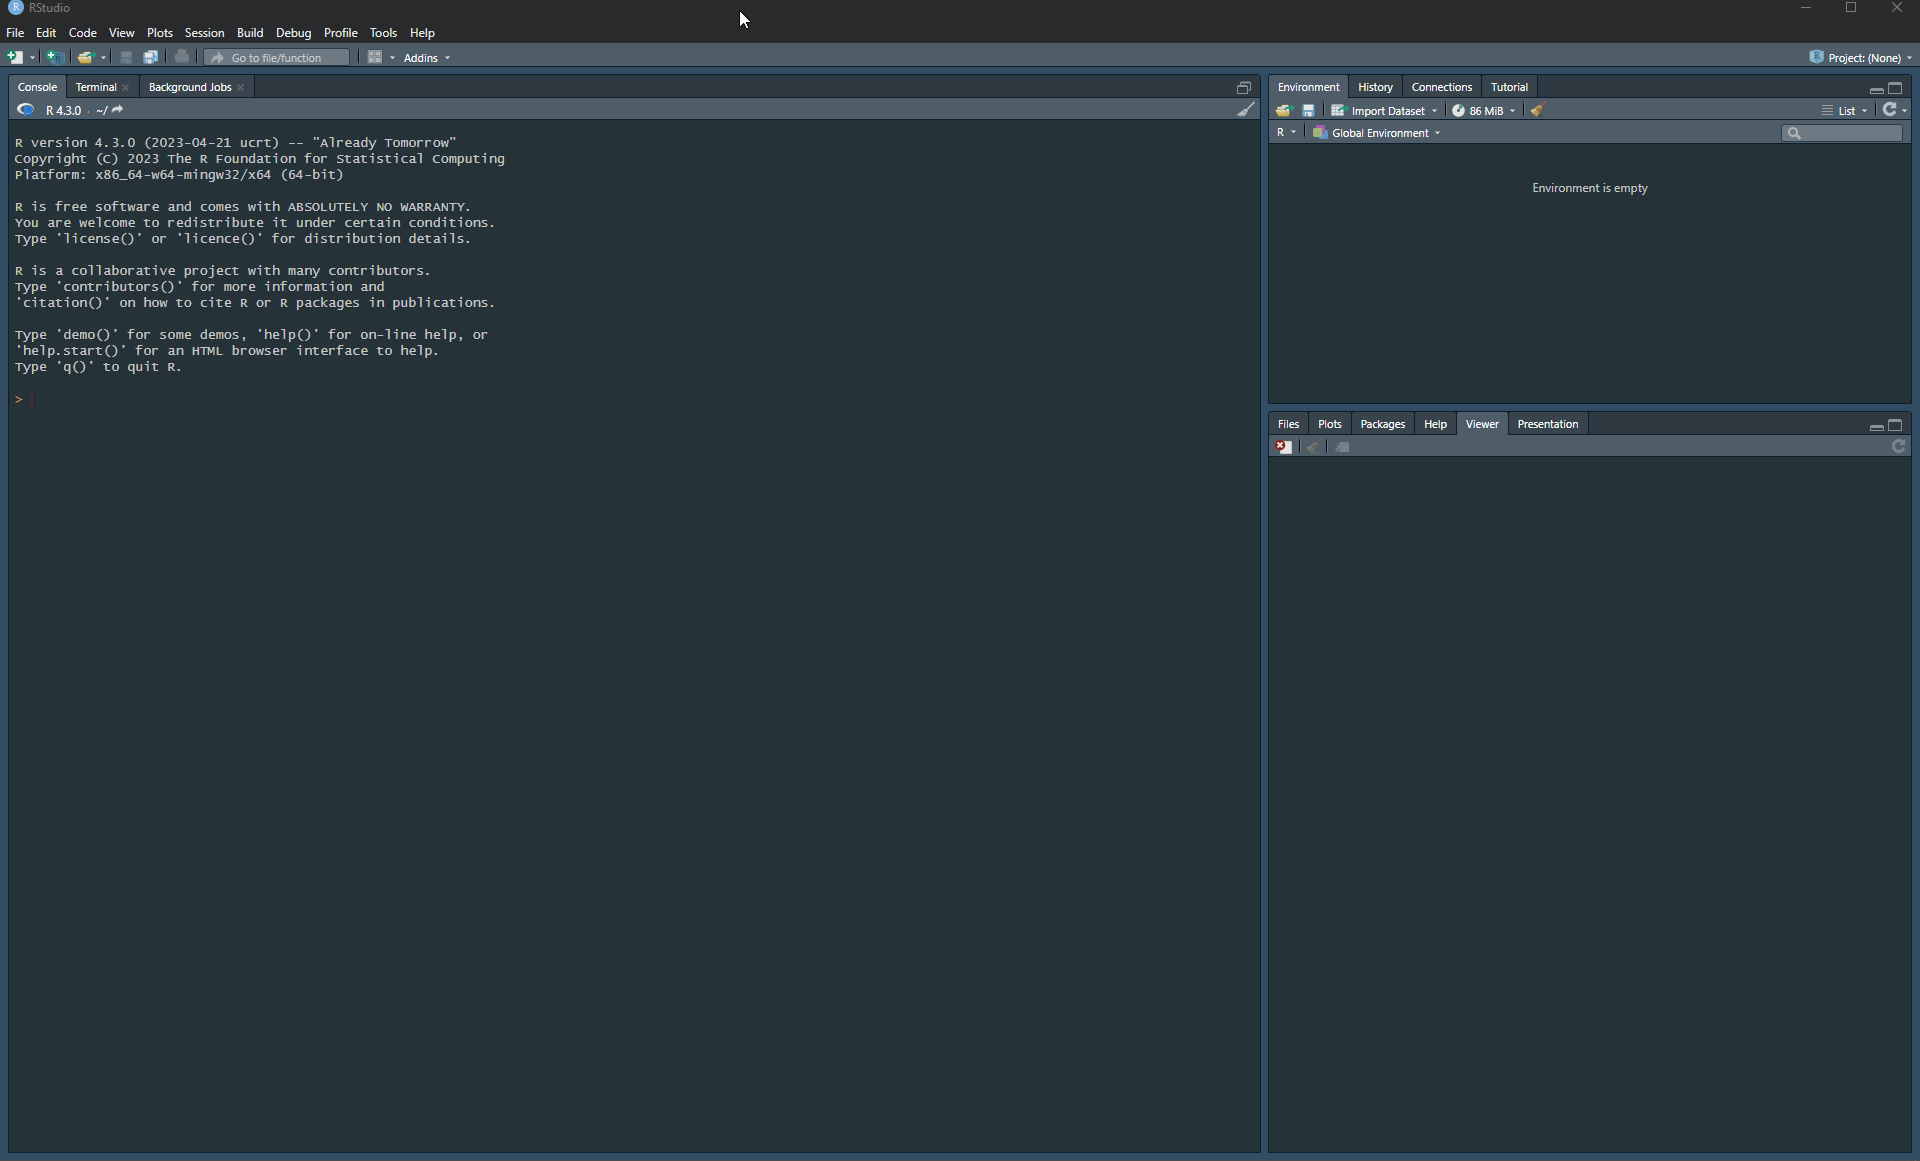 RStudio
File Edit Code View Plots Session Build Debug Profile Tools Help
Go to file/function Addins Project: (None)
Console Terminal Background Jobs
R 4.3.0 · ~/
R version 4.3.0 (2023-04-21 ucrt) -- "Already Tomorrow"
Copyright (C) 2023 The R Foundation for Statistical Computing
Platform: x86_64-w64-mingw32/x64 (64-bit)
R is free software and comes with ABSOLUTELY NO WARRANTY.
You are welcome to redistribute it under certain conditions.
Type 'license()' or 'licence()' for distribution details.
R is a collaborative project with many contributors.
Type 'contributors()' for more information and
'citation()' on how to cite R or R packages in publications.
Type 'demo()' for some demos, 'help()' for on-line help, or
'help.start()' for an HTML browser interface to help.
Type 'q()' to quit R.
>
Environment History Connections Tutorial
Import Dataset 86 MiB List
R Global Environment
Environment is empty
Files Plots Packages Help Viewer Presentation